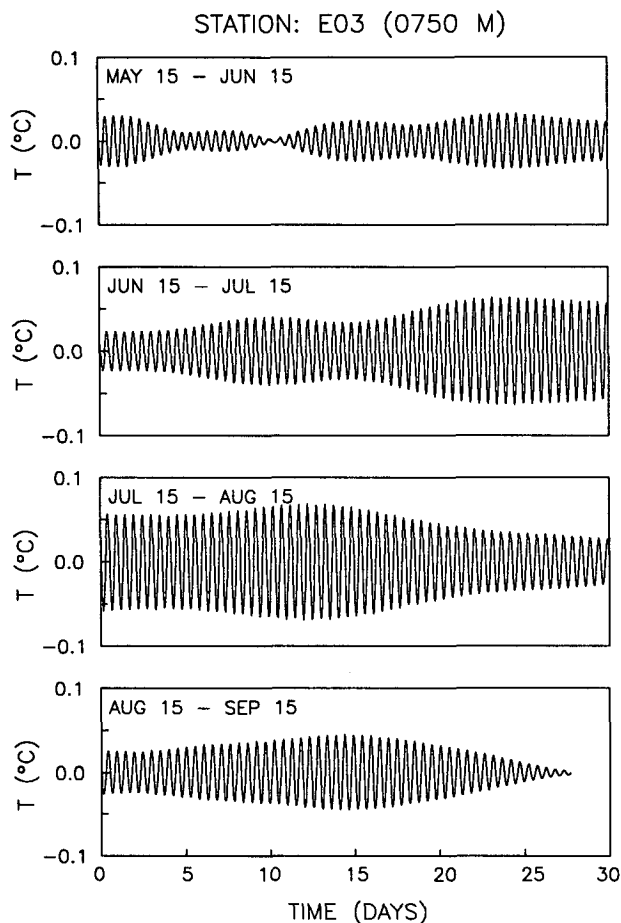 STATION: E03 (0750 M)
MAY 15 – JUN 15
0.1
0.0
-0.1
T (°C)
JUN 15 – JUL 15
0.1
0.0
-0.1
T (°C)
JUL 15 – AUG 15
0.1
0.0
-0.1
T (°C)
AUG 15 – SEP 15
0.1
0.0
-0.1
T (°C)
0 5 10 15 20 25 30
TIME (DAYS)